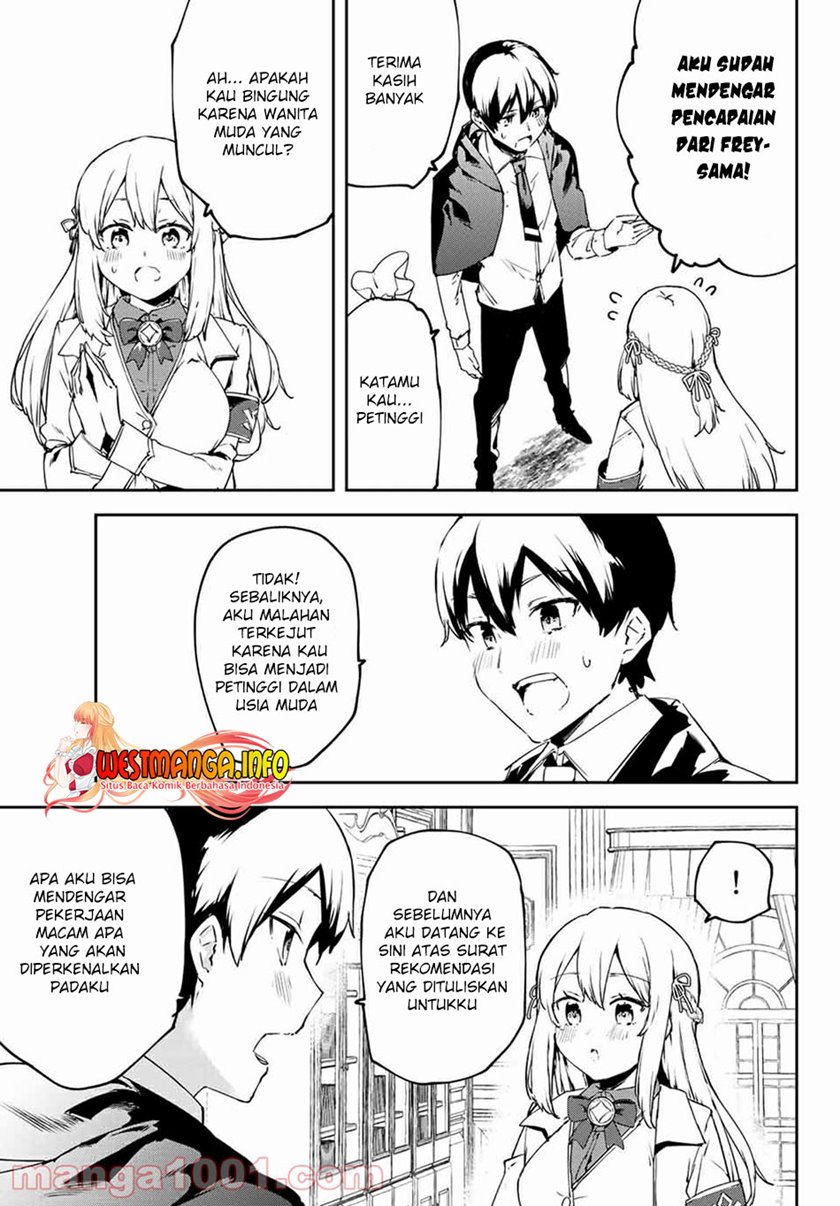 AKU SUDAH
MENDENGAR
PENCAPAIAN
DARI FREY-
SAMA!
TERIMA
KASIH
BANYAK
KATAMU
KAU...
PETINGGI
AH... APAKAH
KAU BINGUNG
KARENA WANITA
MUDA YANG
MUNCUL?
TIDAK!
SEBALIKNYA,
AKU MALAHAN
TERKEJUT
KARENA KAU
BISA MENJADI
PETINGGI DALAM
USIA MUDA
WESTMANGA.INFO
Situs Baca Komik Berbahasa Indonesia
!
DAN
SEBELUMNYA
AKU DATANG KE
SINI ATAS SURAT
REKOMENDASI
YANG DITULISKAN
UNTUKKU
APA AKU BISA
MENDENGAR
PEKERJAAN
MACAM APA
YANG AKAN
DIPERKENALKAN
PADAKU
manga1001.com